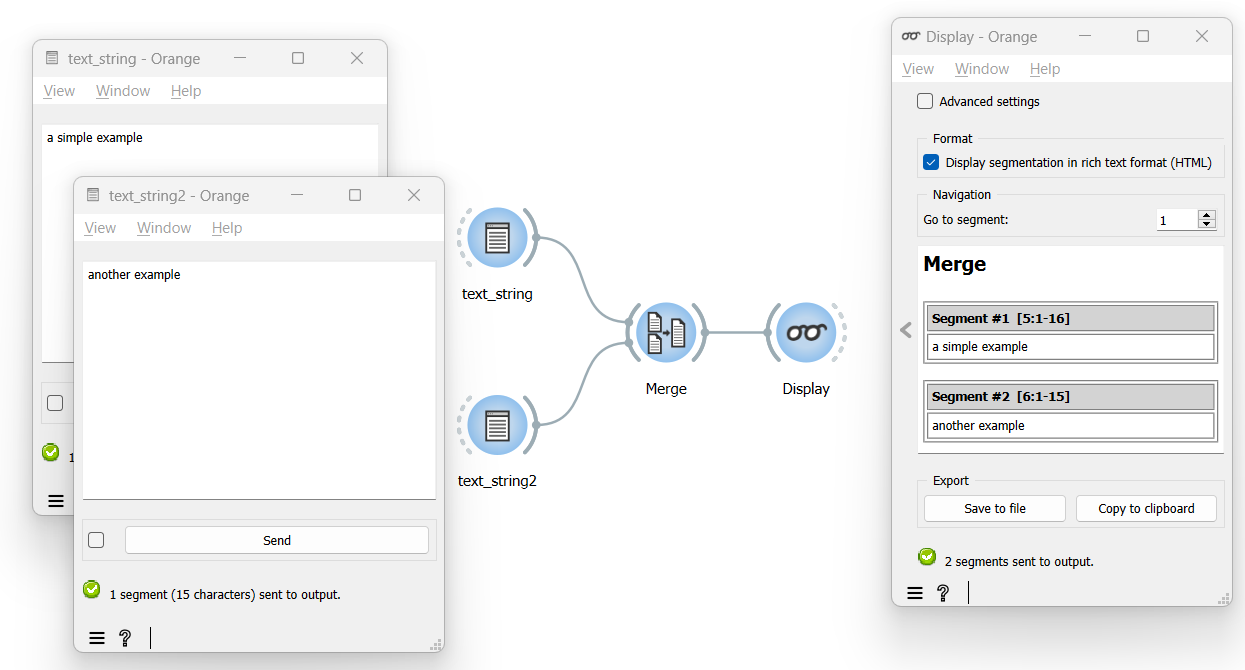 text_string - Orange
View Window Help
a simple example
1
text_string2 - Orange
View Window Help
another example
Send
1 segment (15 characters) sent to output.
?
text_string
text_string2
Merge
Display
Display - Orange
View Window Help
Advanced settings
Format
Display segmentation in rich text format (HTML)
Navigation
Go to segment: 1
Merge
Segment #1 [5:1-16]
a simple example
Segment #2 [6:1-15]
another example
Export
Save to file Copy to clipboard
2 segments sent to output.
?